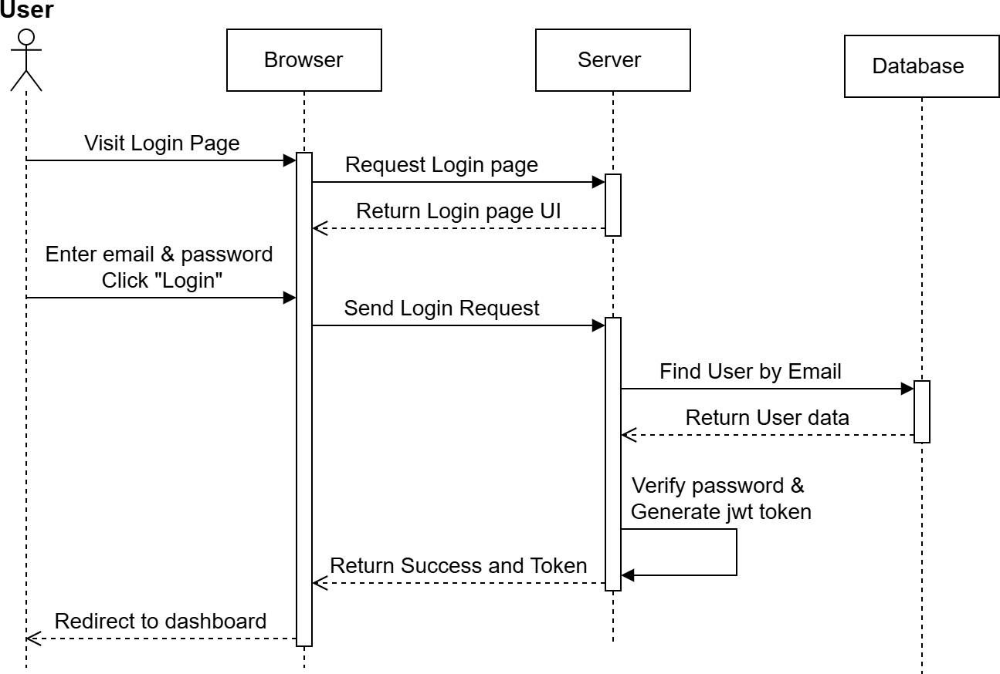 User
Browser
Server
Database
Visit Login Page
Request Login page
Return Login page UI
Enter email & password
Click "Login"
Send Login Request
Find User by Email
Return User data
Verify password &
Generate jwt token
Return Success and Token
Redirect to dashboard